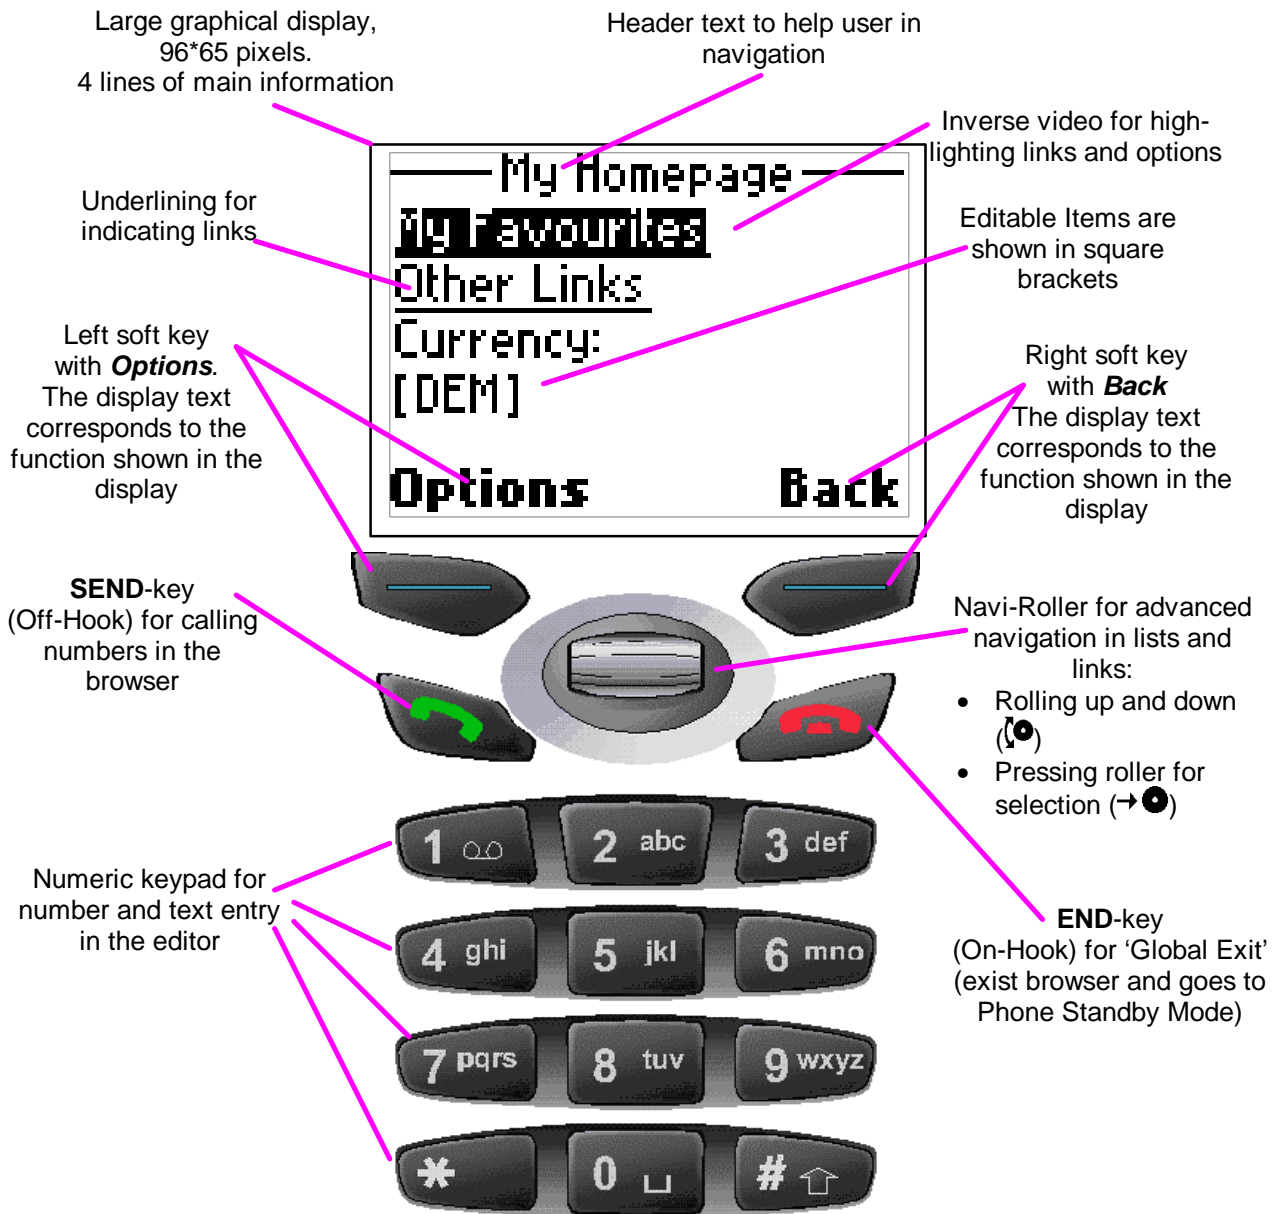 Large graphical display,
96*65 pixels.
4 lines of main information
Header text to help user in
navigation
Inverse video for high-
lighting links and options
Underlining for
indicating links
Editable Items are
shown in square
brackets
My Homepage
My Favourites
Other Links
Currency:
[DEM]
Options
Back
Left soft key
with Options.
The display text
corresponds to the
function shown in the
display
Right soft key
with Back
The display text
corresponds to the
function shown in the
display
SEND-key
(Off-Hook) for calling
numbers in the
browser
Navi-Roller for advanced
navigation in lists and
links:
• Rolling up and down
()
• Pressing roller for
selection (→)
Numeric keypad for
number and text entry
in the editor
END-key
(On-Hook) for ‘Global Exit’
(exist browser and goes to
Phone Standby Mode)
1
2 abc
3 def
4 ghi
5 jkl
6 mno
7 pqrs
8 tuv
9 wxyz
*
0
#